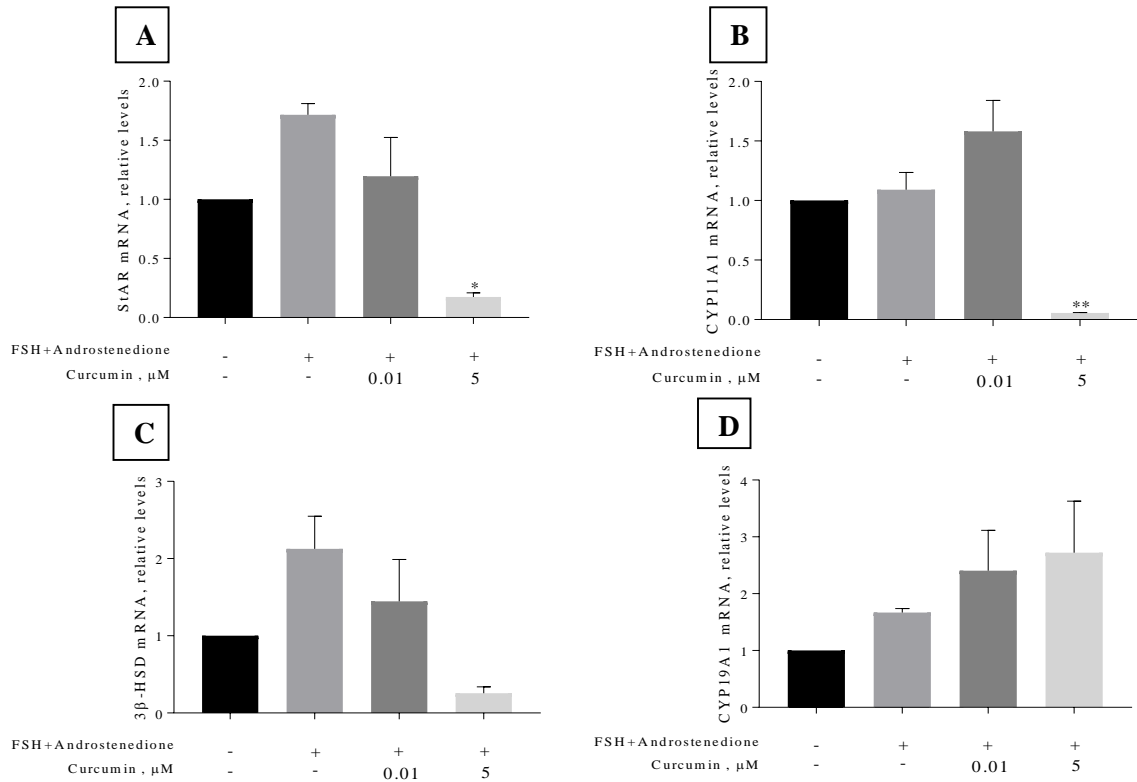 A
StAR mRNA, relative levels
2.0
1.5
1.0
0.5
0.0
*
FSH+Androstenedione - + + +
Curcumin , µM - - 0.01 5
B
CYP11A1 mRNA, relative levels
2.0
1.5
1.0
0.5
0.0
**
FSH+Androstenedione - + + +
Curcumin , µM - - 0.01 5
C
3β-HSD mRNA, relative levels
3
2
1
0
FSH+Androstenedione - + + +
Curcumin , µM - - 0.01 5
D
CYP19A1 mRNA, relative levels
4
3
2
1
0
FSH+Androstenedione - + + +
Curcumin , µM - - 0.01 5